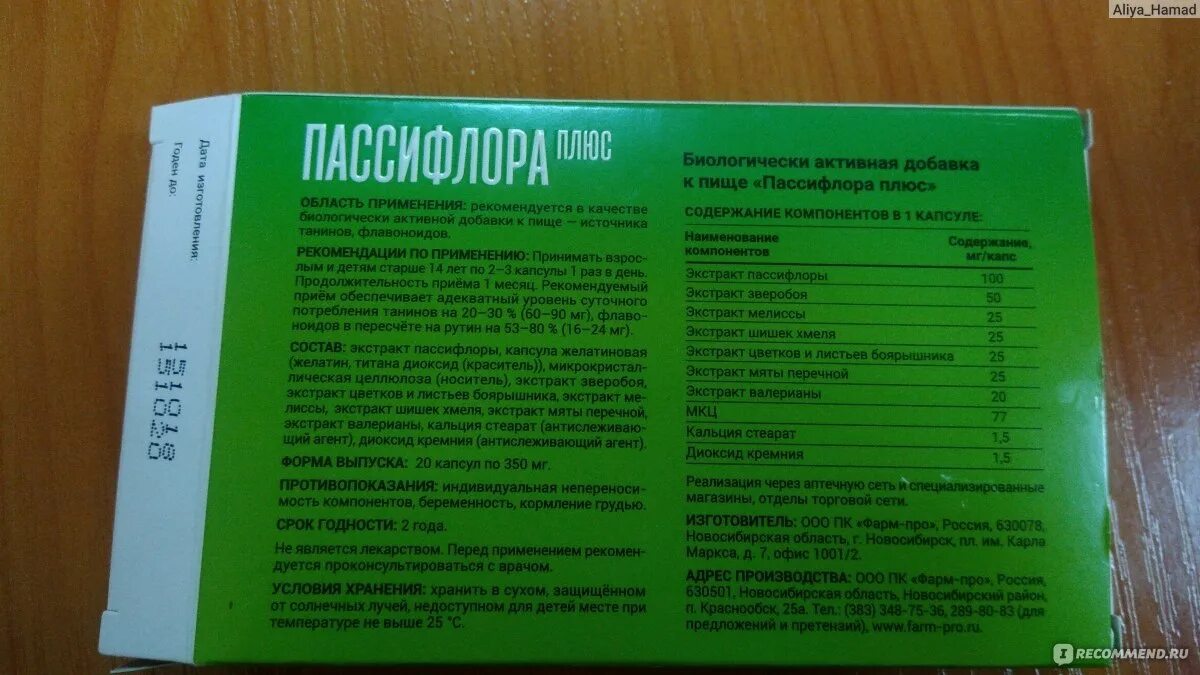 Aliya_Hamad
Дата изготовления:
Годен до:
151018
151020
ПАССИФЛОРА ПЛЮС
ОБЛАСТЬ ПРИМЕНЕНИЯ: рекомендуется в качестве
биологически активной добавки к пище — источника
танинов, флавоноидов.
РЕКОМЕНДАЦИИ ПО ПРИМЕНЕНИЮ: Принимать взрос-
лым и детям старше 14 лет по 2–3 капсулы 1 раз в день.
Продолжительность приёма 1 месяц. Рекомендуемый
приём обеспечивает адекватный уровень суточного
потребления танинов на 20–30 % (60–90 мг), флаво-
ноидов в пересчёте на рутин на 53–80 % (16–24 мг).
СОСТАВ: экстракт пассифлоры, капсула желатиновая
(желатин, титана диоксид (краситель)), микрокристал-
лическая целлюлоза (носитель), экстракт зверобоя,
экстракт цветков и листьев боярышника, экстракт ме-
лиссы, экстракт шишек хмеля, экстракт мяты перечной,
экстракт валерианы, кальция стеарат (антислеживаю-
щий агент), диоксид кремния (антислеживающий агент).
ФОРМА ВЫПУСКА: 20 капсул по 350 мг.
ПРОТИВОПОКАЗАНИЯ: индивидуальная непереноси-
мость компонентов, беременность, кормление грудью.
СРОК ГОДНОСТИ: 2 года.
Не является лекарством. Перед применением рекомен-
дуется проконсультироваться с врачом.
УСЛОВИЯ ХРАНЕНИЯ: хранить в сухом, защищённом
от солнечных лучей, недоступном для детей месте при
температуре не выше 25 °C.
Биологически активная добавка
к пище «Пассифлора плюс»
СОДЕРЖАНИЕ КОМПОНЕНТОВ В 1 КАПСУЛЕ:
Наименование компонентов Содержание, мг/капс
Экстракт пассифлоры 100
Экстракт зверобоя 50
Экстракт мелиссы 25
Экстракт шишек хмеля 25
Экстракт цветков и листьев боярышника 25
Экстракт мяты перечной 25
Экстракт валерианы 20
МКЦ 77
Кальция стеарат 1,5
Диоксид кремния 1,5
Реализация через аптечную сеть и специализированные
магазины, отделы торговой сети.
ИЗГОТОВИТЕЛЬ: ООО ПК «Фарм-про», Россия, 630078,
Новосибирская область, г. Новосибирск, пл. им. Карла
Маркса, д. 7, офис 1001/2.
АДРЕС ПРОИЗВОДСТВА: ООО ПК «Фарм-про», Россия,
630501, Новосибирская область, Новосибирский район,
п. Краснообск, 25а. Тел.: (383) 348-75-36, 289-80-83 (для
предложений и претензий), www.farm-pro.ru.
I RECOMMEND.RU